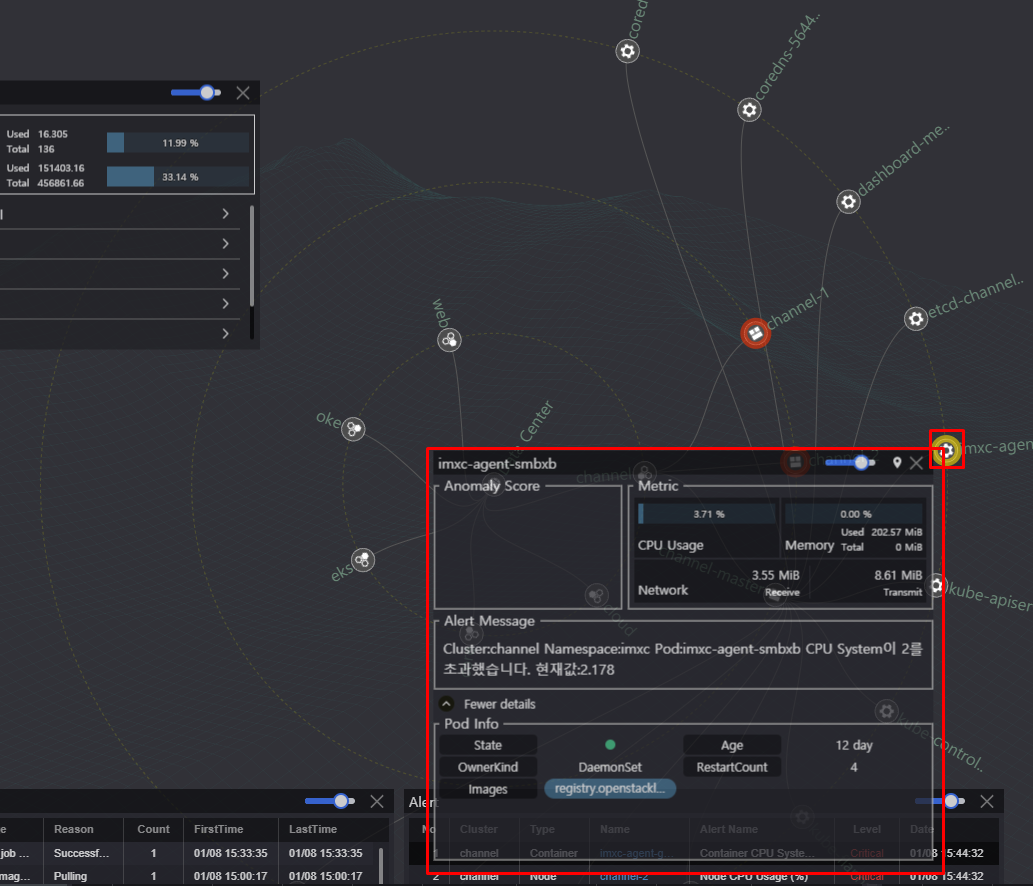 cored
coredns-5644..
dashboard-me..
etcd-channel..
imxc-agen
kube-apiser
channel-1
web
oke
eks
Center
channel
channel-master
cloud
kube-control..
Used 16.305
Total 136
11.99 %
Used 151403.16
Total 456861.66
33.14 %
imxc-agent-smbxb
Anomaly Score
Metric
3.71 %
CPU Usage
0.00 %
Memory
Used 202.57 MiB
Total 0 MiB
Network
3.55 MiB
Receive
8.61 MiB
Transmit
Alert Message
Cluster:channel Namespace:imxc Pod:imxc-agent-smbxb CPU System이 2를
초과했습니다. 현재값:2.178
Fewer details
Pod Info
State
Age
12 day
OwnerKind
DaemonSet
RestartCount
4
Images
registry.openstackl...
Reason Count FirstTime LastTime
job ... Successf... 1 01/08 15:33:35 01/08 15:33:35
mag... Pulling 1 01/08 15:00:17 01/08 15:00:17
Alert
No Cluster Type Name Alert Name Level Date
1 channel Container imxc-agent-g... Container CPU Syste... Critical 01/08 15:44:32
2 channel Node channel-2 Node CPU Usage (%) Critical 01/08 15:44:32